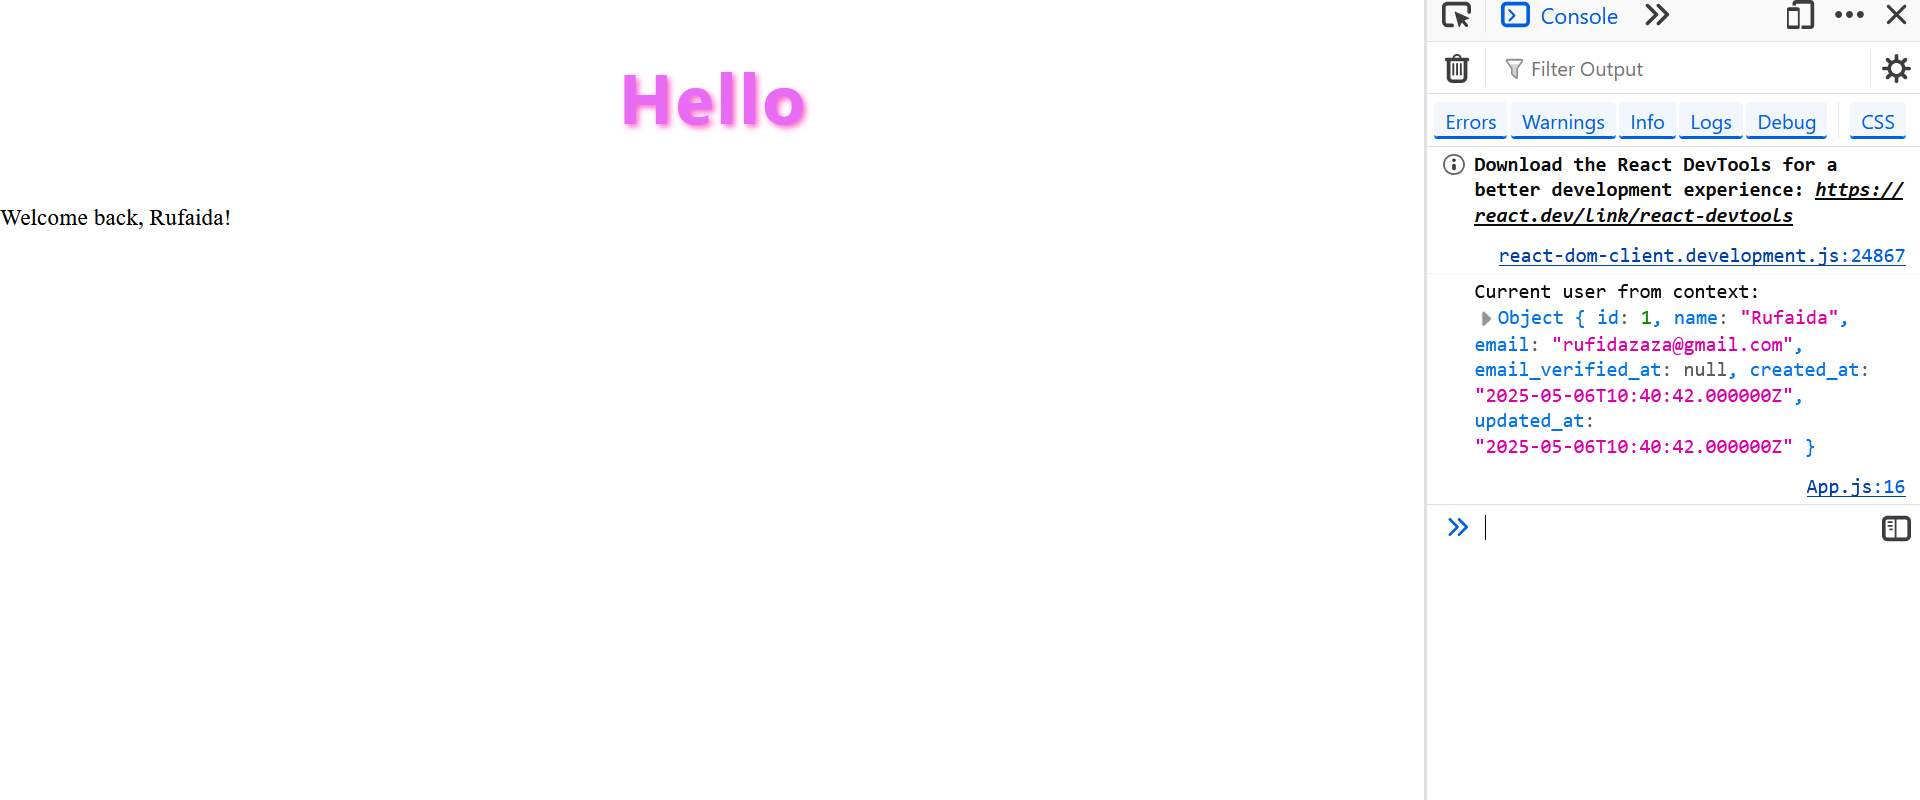 Hello
Welcome back, Rufaida!
Console
Filter Output
Errors Warnings Info Logs Debug CSS
Download the React DevTools for a
better development experience: https://
react.dev/link/react-devtools
react-dom-client.development.js:24867
Current user from context:
Object { id: 1, name: "Rufaida",
email: "rufidazaza@gmail.com",
email_verified_at: null, created_at:
"2025-05-06T10:40:42.000000Z",
updated_at:
"2025-05-06T10:40:42.000000Z" }
App.js:16